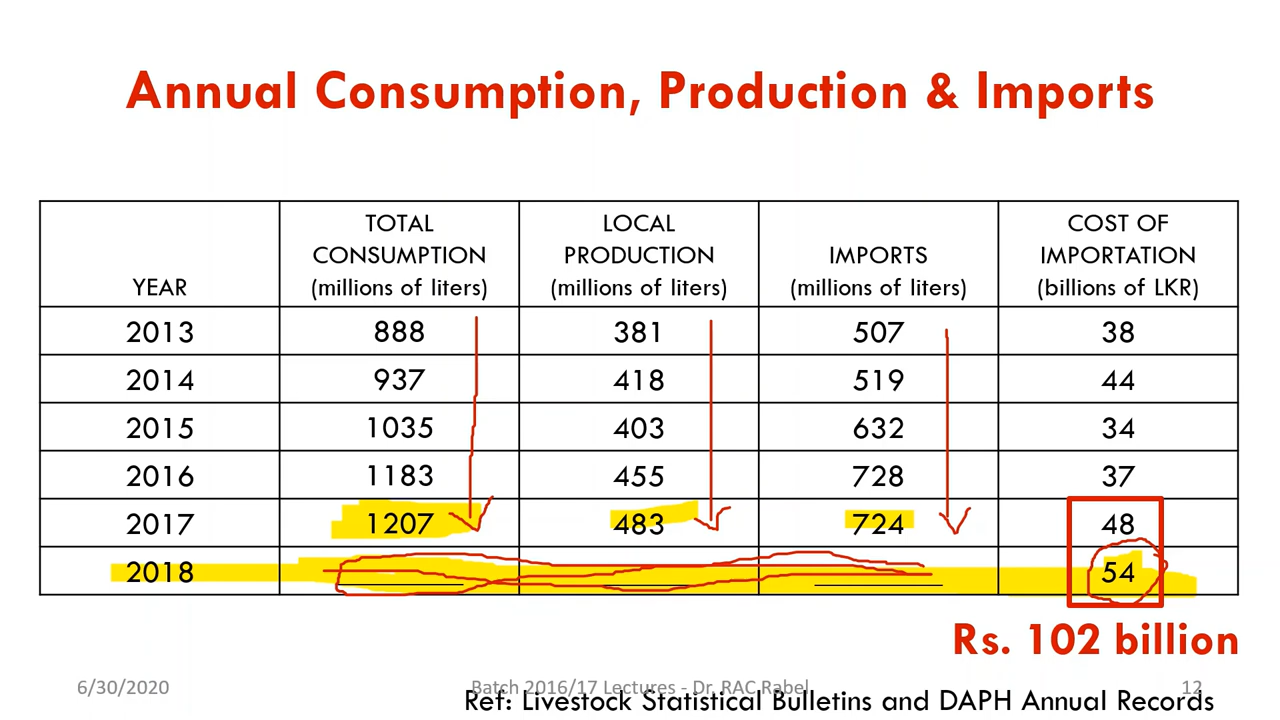 Annual Consumption, Production & Imports
YEAR TOTAL CONSUMPTION (millions of liters) LOCAL PRODUCTION (millions of liters) IMPORTS (millions of liters) COST OF IMPORTATION (billions of LKR)
2013 888 381 507 38
2014 937 418 519 44
2015 1035 403 632 34
2016 1183 455 728 37
2017 1207 483 724 48
2018 54
Rs. 102 billion
6/30/2020 Batch 2016/17 Lectures - Dr. RAC Rabel 12
Ref: Livestock Statistical Bulletins and DAPH Annual Records